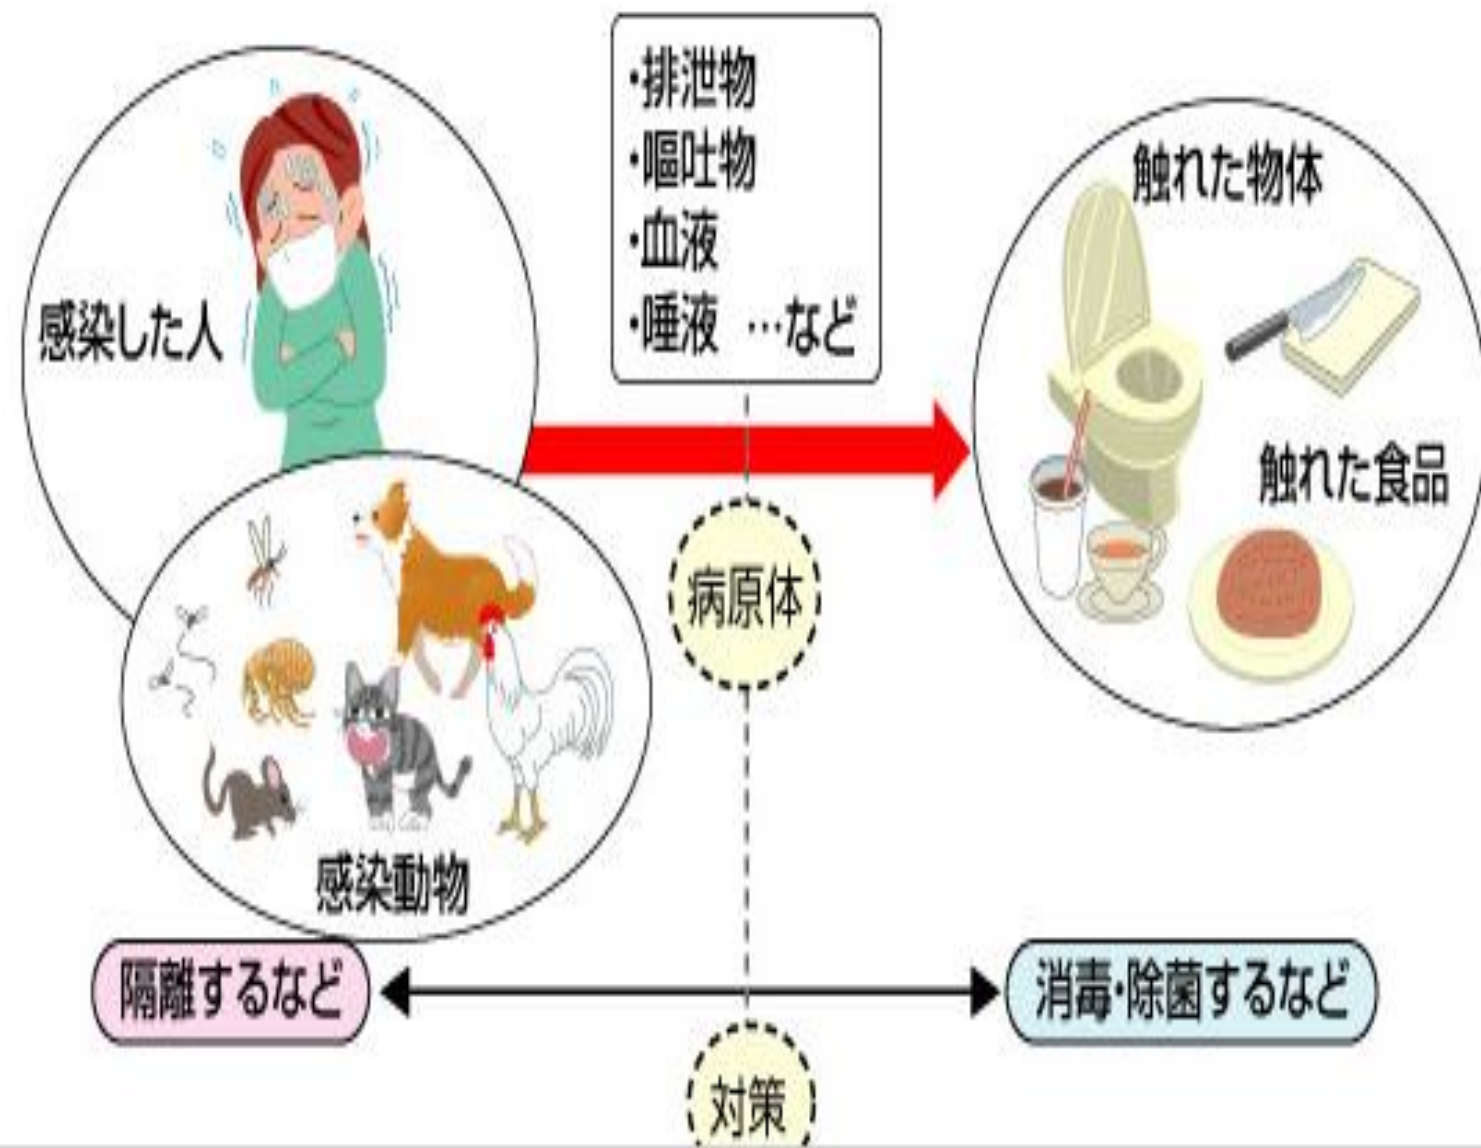 ・排泄物
・嘔吐物
・血液
・唾液 …など
感染した人
触れた物体
触れた食品
病原体
感染動物
隔離するなど
消毒・除菌するなど
対策